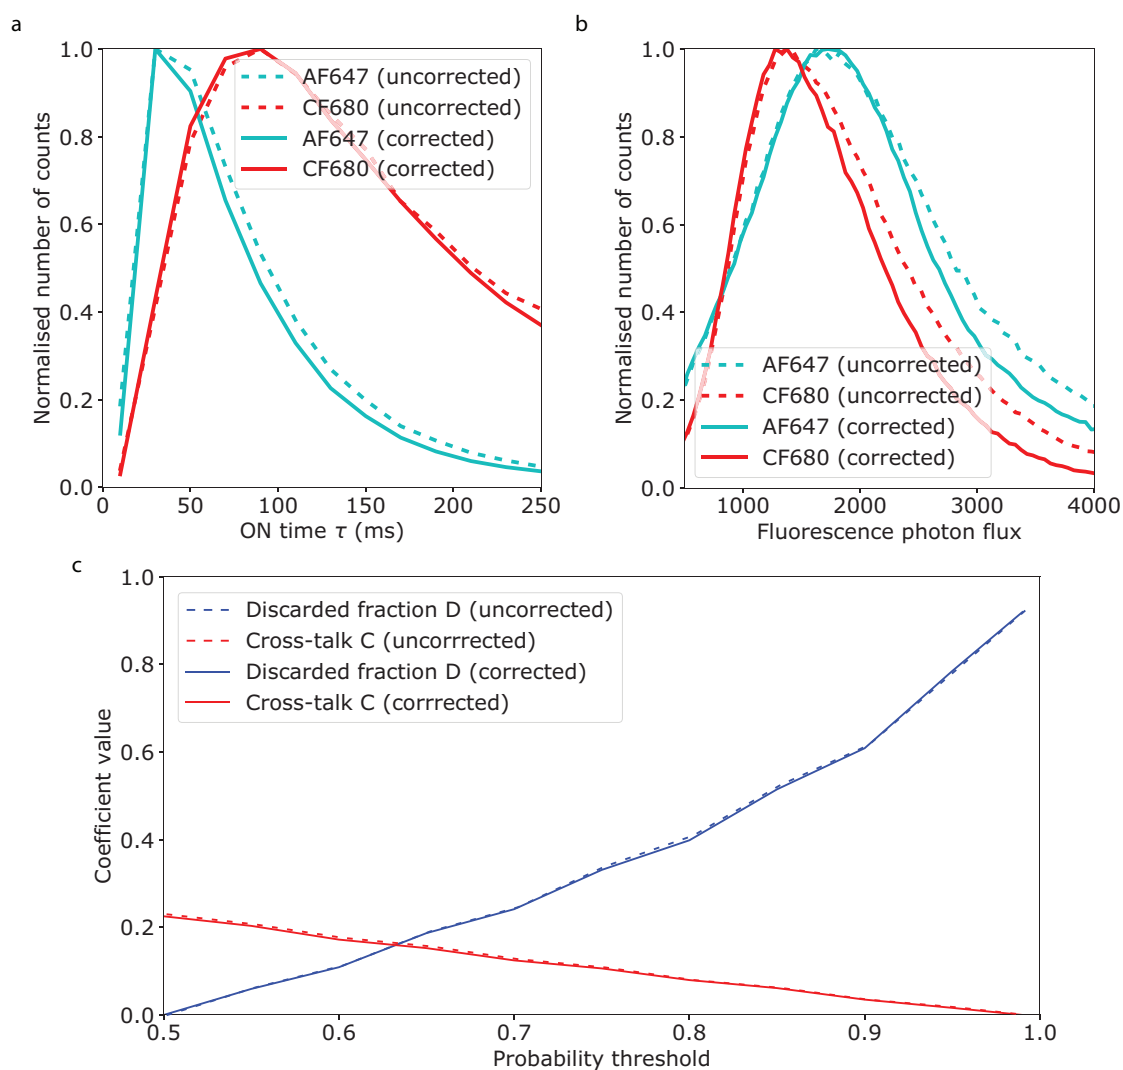 a
1.0
0.8
0.6
0.4
0.2
0.0
Normalised number of counts
AF647 (uncorrected)
CF680 (uncorrected)
AF647 (corrected)
CF680 (corrected)
0 50 100 150 200 250
ON time τ (ms)
b
1.0
0.8
0.6
0.4
0.2
0.0
Normalised number of counts
AF647 (uncorrected)
CF680 (uncorrected)
AF647 (corrected)
CF680 (corrected)
1000 2000 3000 4000
Fluorescence photon flux
c
1.0
0.8
0.6
0.4
0.2
0.0
Coefficient value
Discarded fraction D (uncorrected)
Cross-talk C (uncorrrected)
Discarded fraction D (corrected)
Cross-talk C (corrrected)
0.5 0.6 0.7 0.8 0.9 1.0
Probability threshold